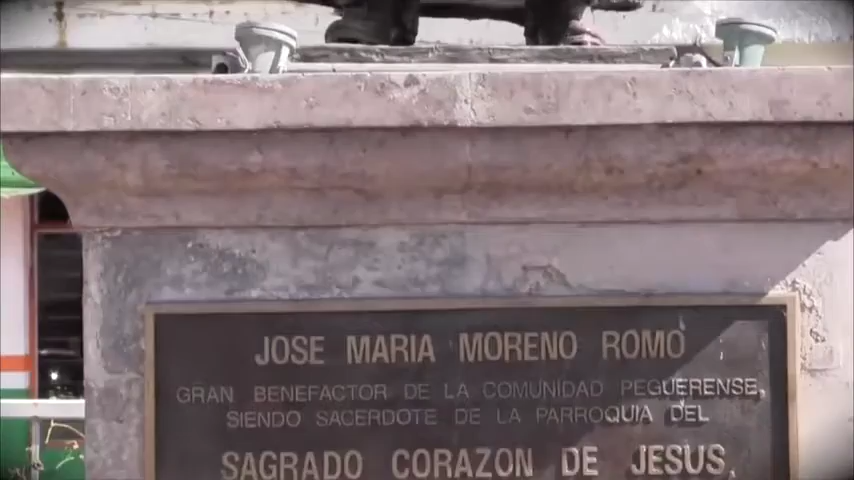 JOSE MARIA MORENO ROMO
GRAN BENEFACTOR DE LA COMUNIDAD PEGUERENSE,
SIENDO SACERDOTE DE LA PARROQUIA DEL
SAGRADO CORAZON DE JESUS,